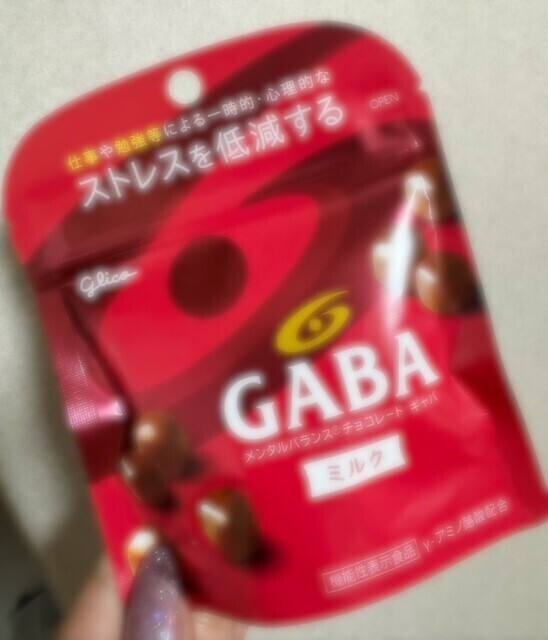 仕事や勉強等による一時的・心理的な
ストレスを低減する
OPEN
glico
GABA
メンタルバランス®チョコレート ギャバ
ミルク
機能性表示食品 γ-アミノ酪酸配合